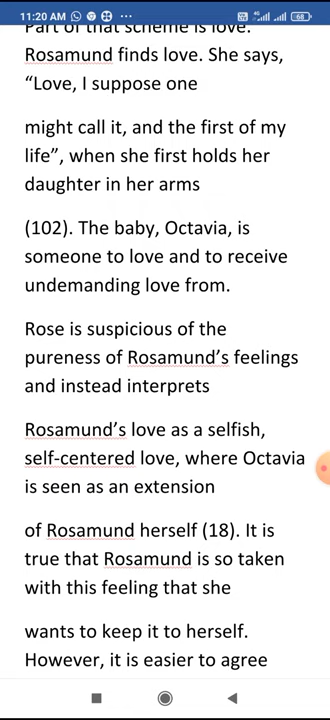 11:20 AM
68
Part of that scheme is love.
Rosamund finds love. She says,
“Love, I suppose one
might call it, and the first of my
life”, when she first holds her
daughter in her arms
(102). The baby, Octavia, is
someone to love and to receive
undemanding love from.
Rose is suspicious of the
pureness of Rosamund’s feelings
and instead interprets
Rosamund’s love as a selfish,
self-centered love, where Octavia
is seen as an extension
of Rosamund herself (18). It is
true that Rosamund is so taken
with this feeling that she
wants to keep it to herself.
However, it is easier to agree